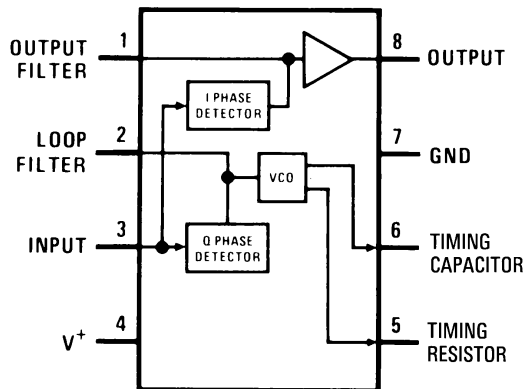 1
OUTPUT
FILTER
8
OUTPUT
I PHASE
DETECTOR
2
LOOP
FILTER
7
GND
VCO
3
INPUT
Q PHASE
DETECTOR
6
TIMING
CAPACITOR
4
V+
5
TIMING
RESISTOR